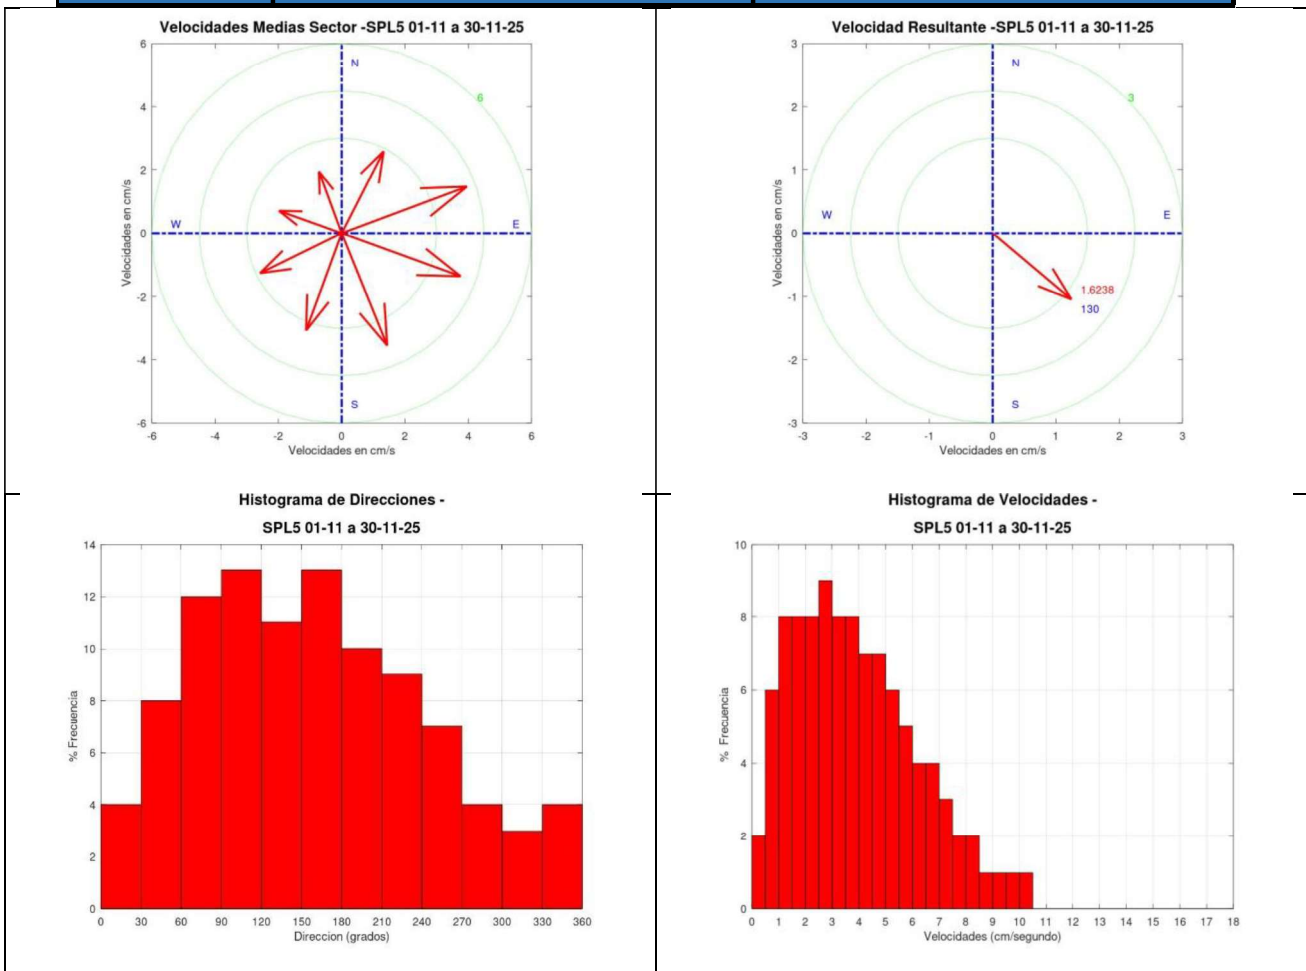 Velocidades Medias Sector -SPL5 01-11 a 30-11-25
6
4
2
0
-2
-4
-6
-6 -4 -2 0 2 4 6
Velocidades en cm/s
Velocidades en cm/s
N
6
W
E
S
Velocidad Resultante -SPL5 01-11 a 30-11-25
3
2
1
0
-1
-2
-3
-3 -2 -1 0 1 2 3
Velocidades en cm/s
Velocidades en cm/s
N
3
W
E
1.6238
130
S
Histograma de Direcciones -
SPL5 01-11 a 30-11-25
14
12
10
8
6
4
2
0
% Frecuencia
0 30 60 90 120 150 180 210 240 270 300 330 360
Direccion (grados)
Histograma de Velocidades -
SPL5 01-11 a 30-11-25
10
8
6
4
2
0
% Frecuencia
0 1 2 3 4 5 6 7 8 9 10 11 12 13 14 15 16 17 18
Velocidades (cm/segundo)